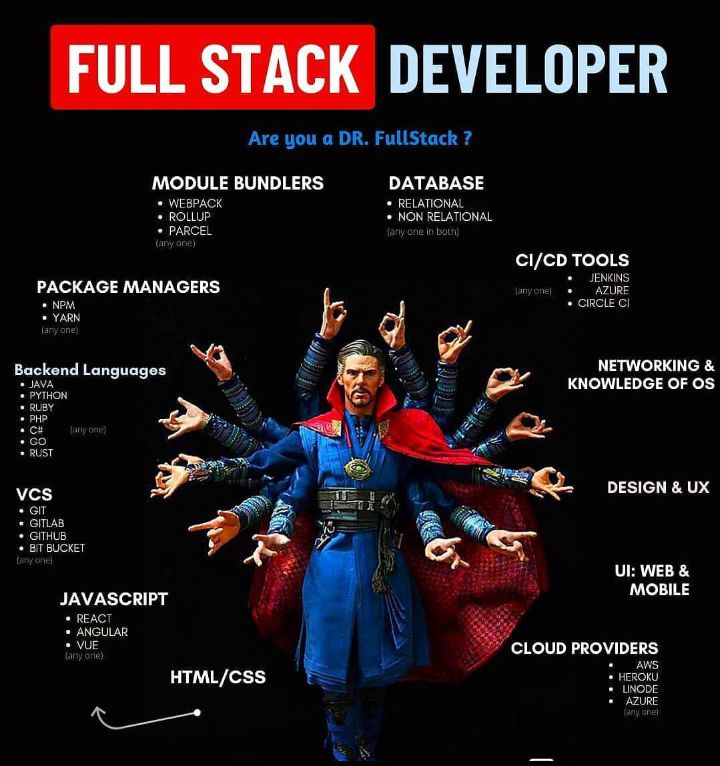 FULL STACK DEVELOPER
Are you a DR. FullStack ?
MODULE BUNDLERS
• WEBPACK
• ROLLUP
• PARCEL
(any one)
DATABASE
• RELATIONAL
• NON RELATIONAL
(any one in both)
CI/CD TOOLS
• JENKINS
(any one) • AZURE
• CIRCLE CI
PACKAGE MANAGERS
• NPM
• YARN
(any one)
NETWORKING &
KNOWLEDGE OF OS
Backend Languages
• JAVA
• PYTHON
• RUBY
• PHP
• C# (any one)
• GO
• RUST
DESIGN & UX
VCS
• GIT
• GITLAB
• GITHUB
• BIT BUCKET
(any one)
UI: WEB &
MOBILE
JAVASCRIPT
• REACT
• ANGULAR
• VUE
(any one)
CLOUD PROVIDERS
• AWS
• HEROKU
• LINODE
• AZURE
(any one)
HTML/CSS